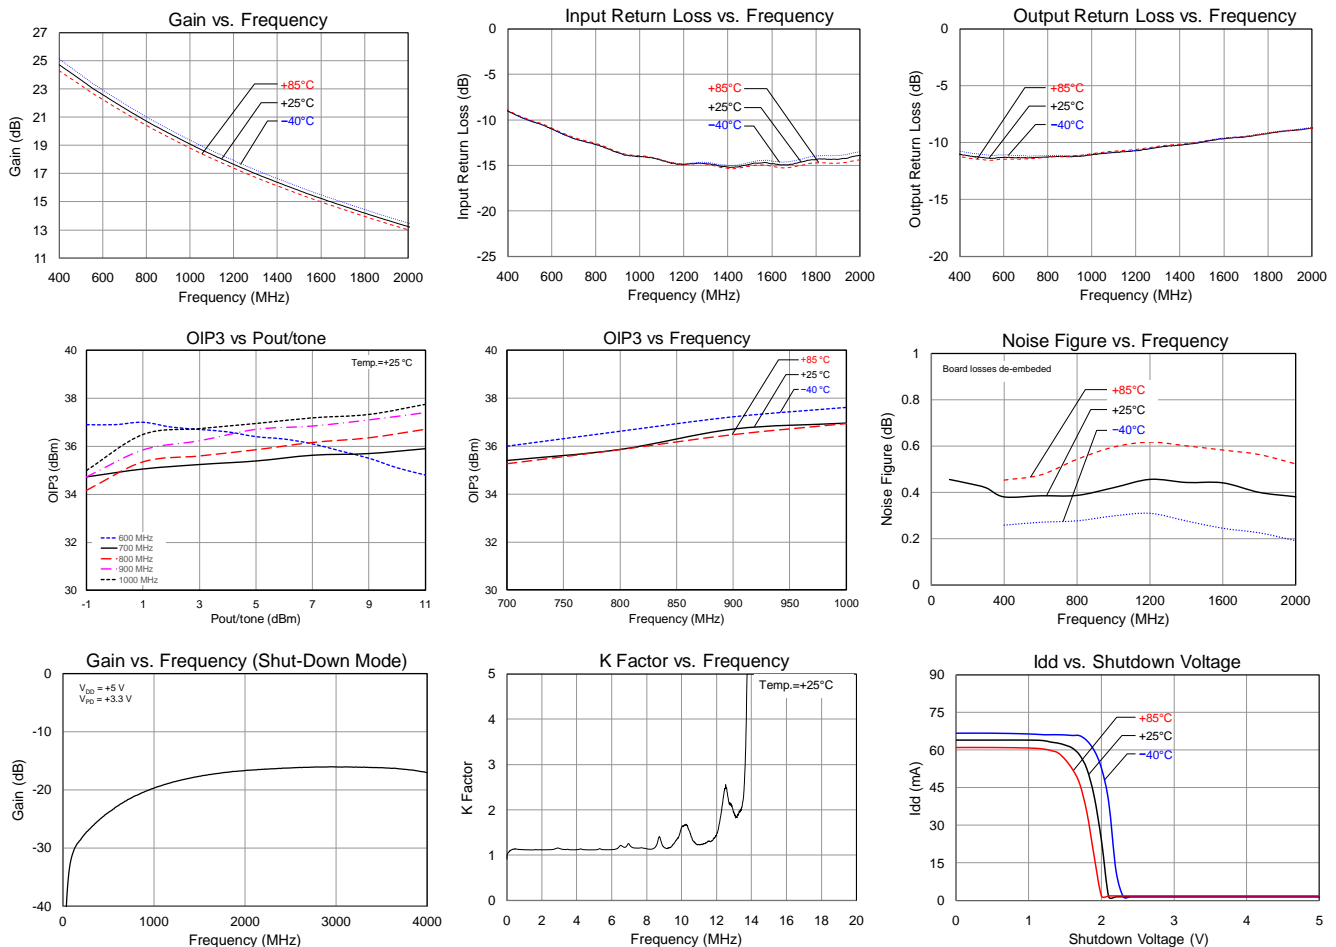 Gain vs. Frequency
27
25
23
21
19
17
15
13
11
Gain (dB)
+85°C
+25°C
−40°C
400 600 800 1000 1200 1400 1600 1800 2000
Frequency (MHz)
Input Return Loss vs. Frequency
0
-5
-10
-15
-20
-25
Input Return Loss (dB)
+85°C
+25°C
−40°C
400 600 800 1000 1200 1400 1600 1800 2000
Frequency (MHz)
Output Return Loss vs. Frequency
0
-5
-10
-15
-20
Output Return Loss (dB)
+85°C
+25°C
−40°C
400 600 800 1000 1200 1400 1600 1800 2000
Frequency (MHz)
OIP3 vs Pout/tone
40
38
36
34
32
30
OIP3 (dBm)
Temp.=+25 °C
600 MHz
700 MHz
800 MHz
900 MHz
1000 MHz
-1 1 3 5 7 9 11
Pout/tone (dBm)
OIP3 vs Frequency
40
38
36
34
32
30
OIP3 (dBm)
+85 °C
+25 °C
−40 °C
700 750 800 850 900 950 1000
Frequency (MHz)
Noise Figure vs. Frequency
1
0.8
0.6
0.4
0.2
0
Noise Figure (dB)
Board losses de-embeded
+85°C
+25°C
−40°C
0 400 800 1200 1600 2000
Frequency (MHz)
Gain vs. Frequency (Shut-Down Mode)
0
-10
-20
-30
-40
Gain (dB)
VDD = +5 V
VPD = +3.3 V
0 1000 2000 3000 4000
Frequency (MHz)
K Factor vs. Frequency
5
4
3
2
1
0
K Factor
Temp.=+25°C
0 2 4 6 8 10 12 14 16 18 20
Frequency (MHz)
Idd vs. Shutdown Voltage
90
75
60
45
30
15
0
Idd (mA)
+85°C
+25°C
−40°C
0 1 2 3 4 5
Shutdown Voltage (V)